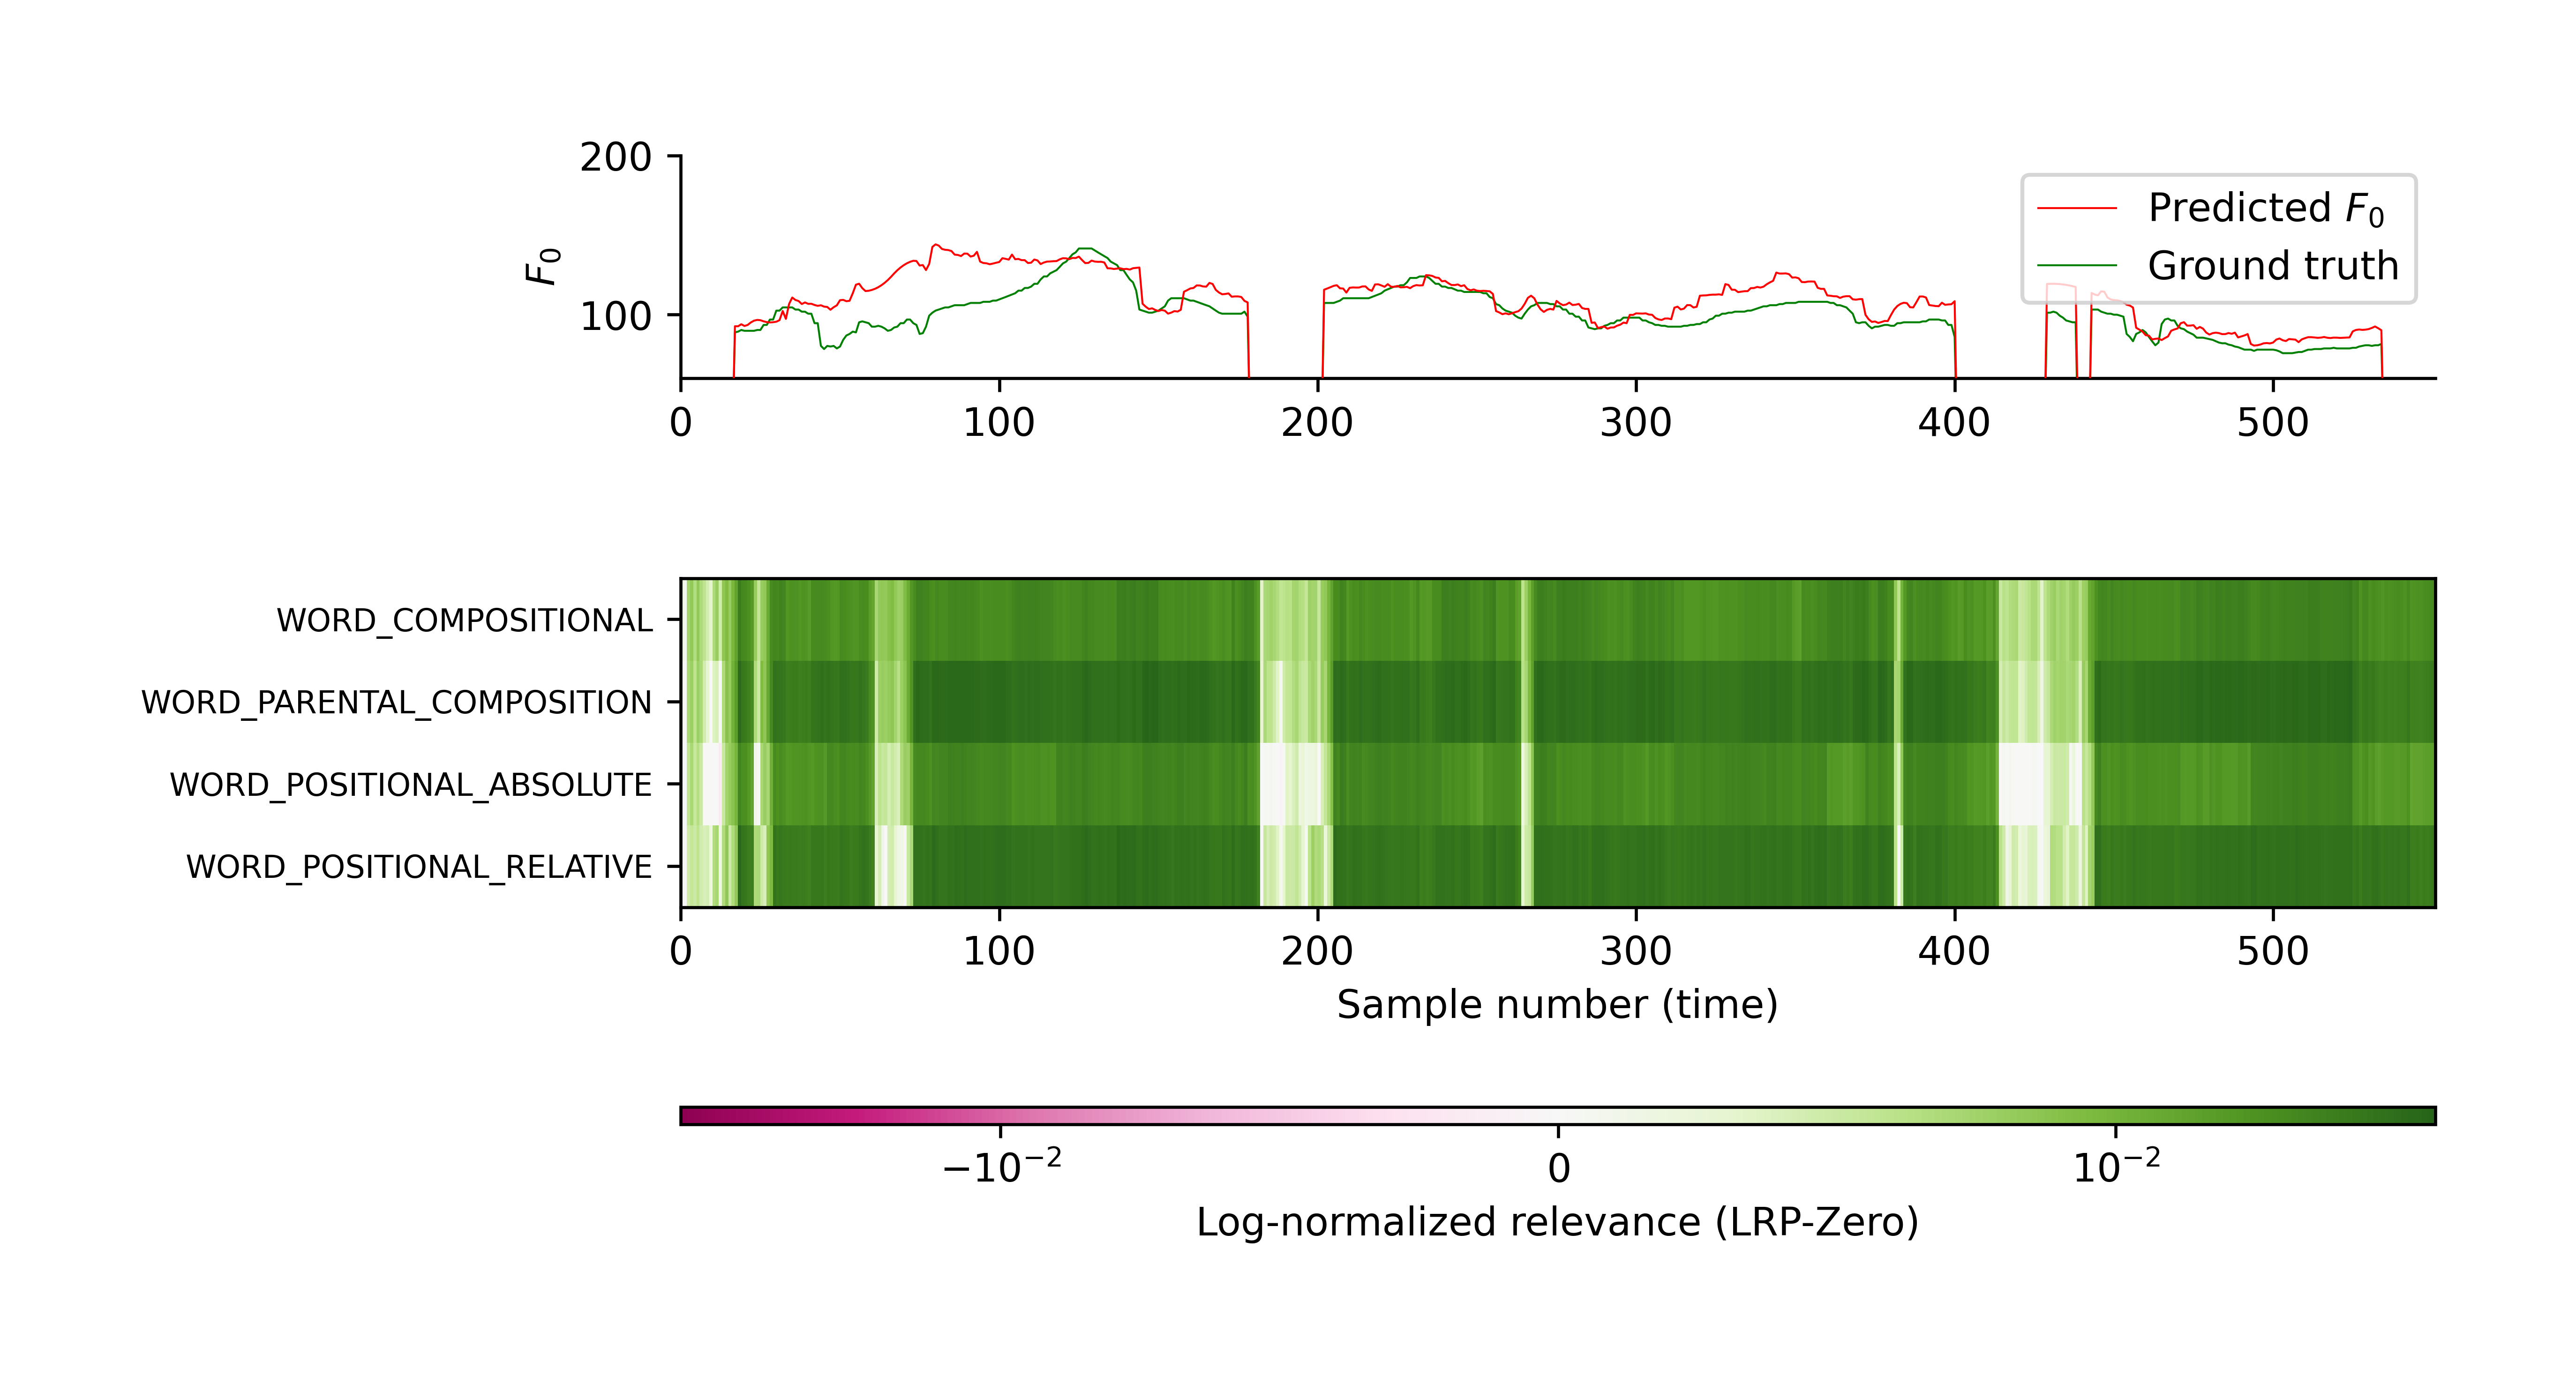 200
100
F₀
Predicted F₀
Ground truth
0 100 200 300 400 500
WORD_COMPOSITIONAL
WORD_PARENTAL_COMPOSITION
WORD_POSITIONAL_ABSOLUTE
WORD_POSITIONAL_RELATIVE
0 100 200 300 400 500
Sample number (time)
−10⁻² 0 10⁻²
Log-normalized relevance (LRP-Zero)